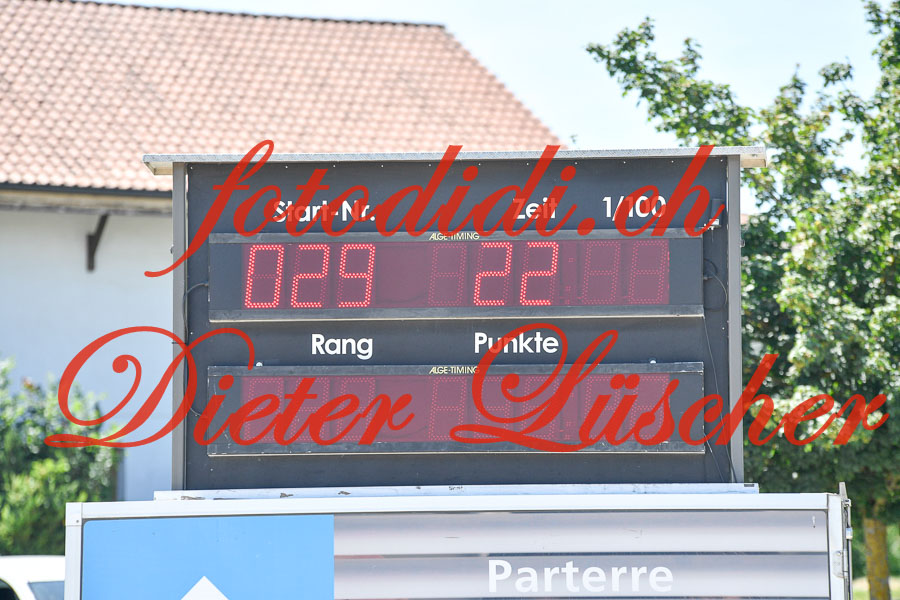 fotodidi.ch
Start-Nr. Zeit 1/100
ALGE-TIMING
029 22
Rang Punkte
ALGE-TIMING
Dieter Lüscher
Parterre